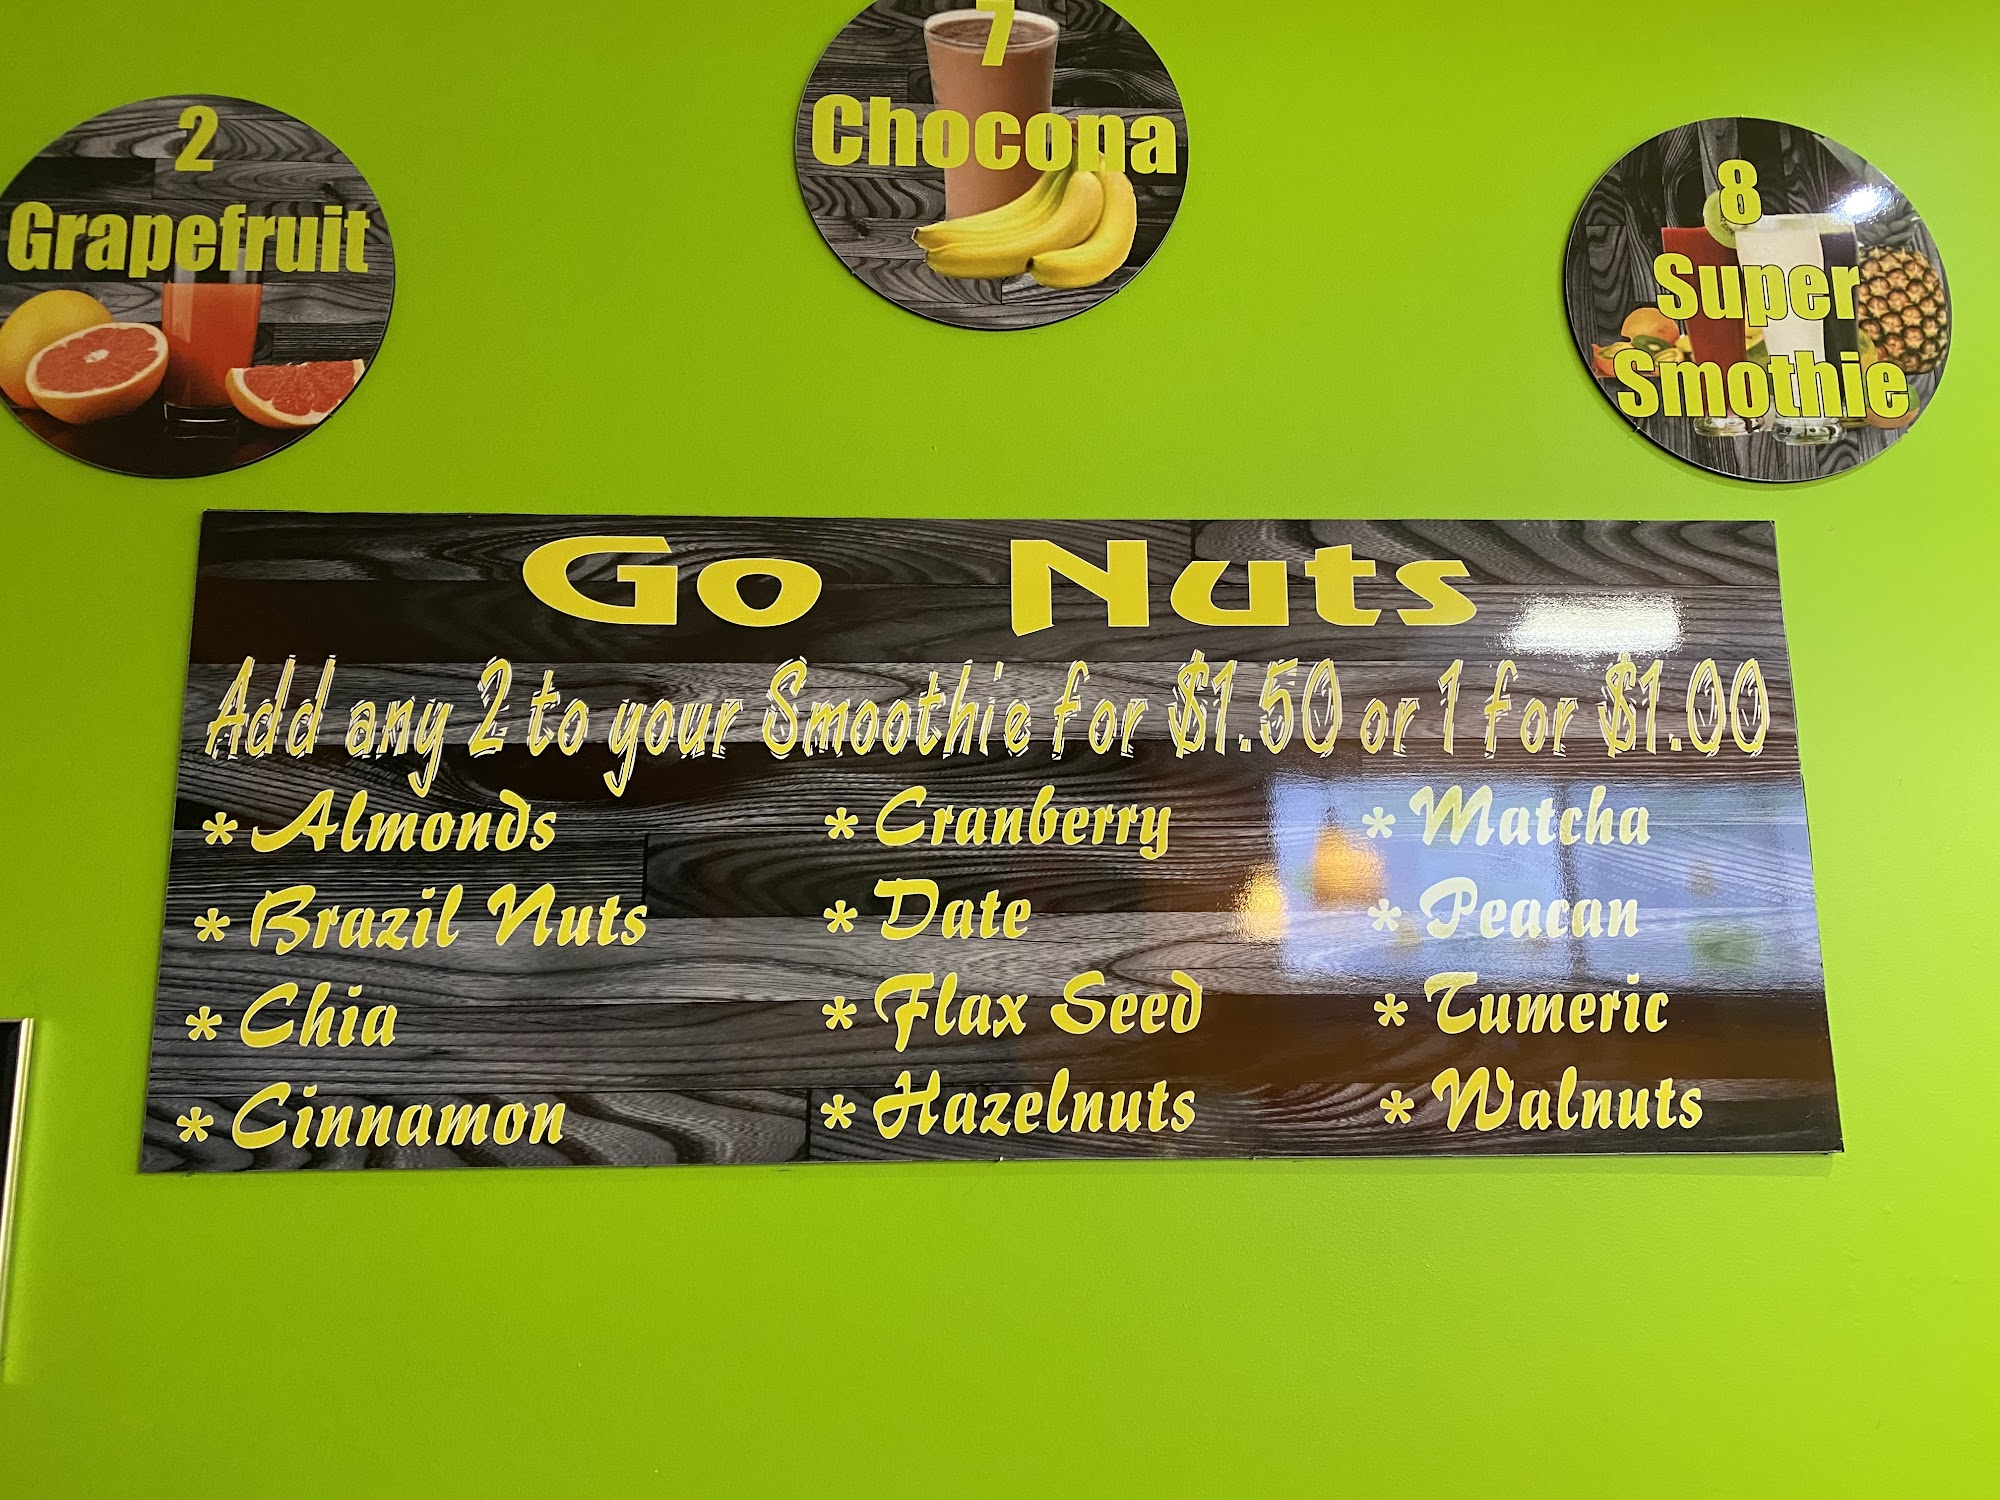 2
Grapefruit
7
Chocona
8
Super
Smothie
Go Nuts
Add any 2 to your Smoothie for $1.50 or 1 for $1.00
* Almonds
* Brazil Nuts
* Chia
* Cinnamon
* Cranberry
* Date
* Flax Seed
* Hazelnuts
* Matcha
* Peacan
* Tumeric
* Walnuts